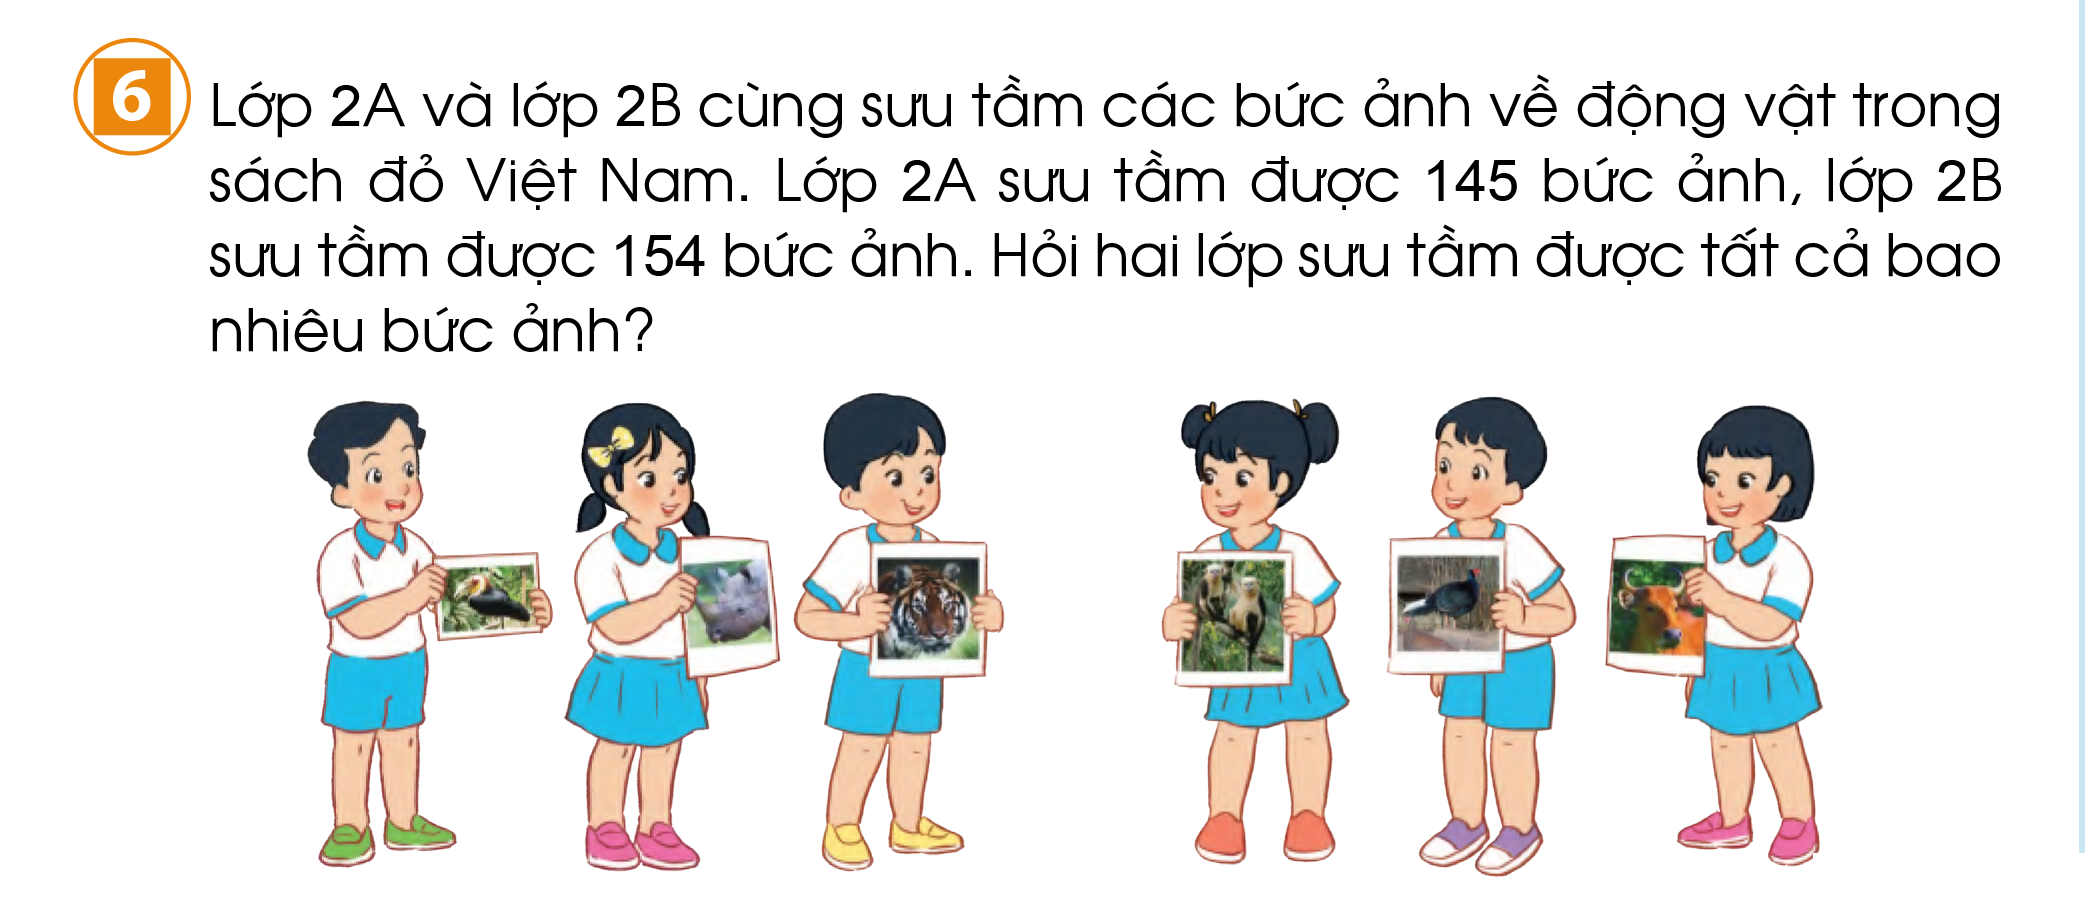 6 Lớp 2A và lớp 2B cùng sưu tầm các bức ảnh về động vật trong
sách đỏ Việt Nam. Lớp 2A sưu tầm được 145 bức ảnh, lớp 2B
sưu tầm được 154 bức ảnh. Hỏi hai lớp sưu tầm được tất cả bao
nhiêu bức ảnh?